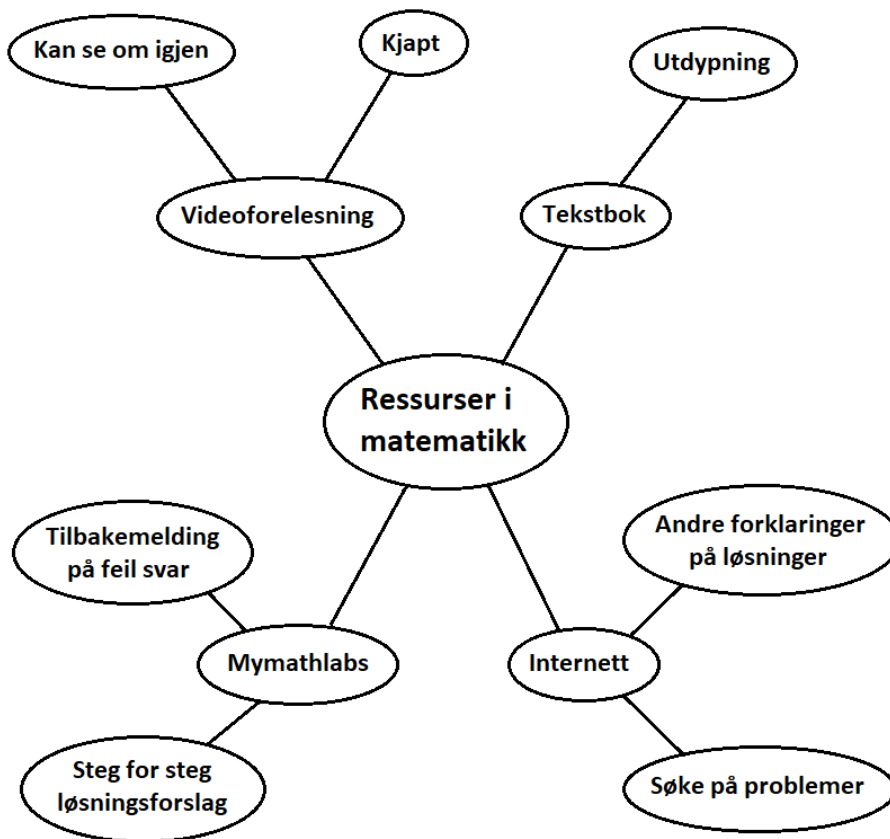 Kan se om igjen
Kjapt
Utdypning
Videoforelesning
Tekstbok
Ressurser i
matematikk
Tilbakemelding
på feil svar
Andre forklaringer
på løsninger
Mymathlabs
Internett
Steg for steg
løsningsforslag
Søke på problemer